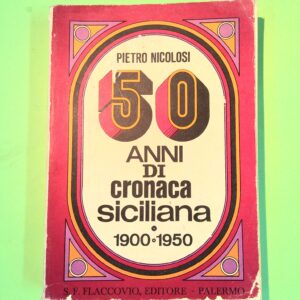 PIETRO NICOLOSI
50
ANNI
DI
cronaca
siciliana
1900•1950
S. F. FLACCOVIO, EDITORE - PALERMO